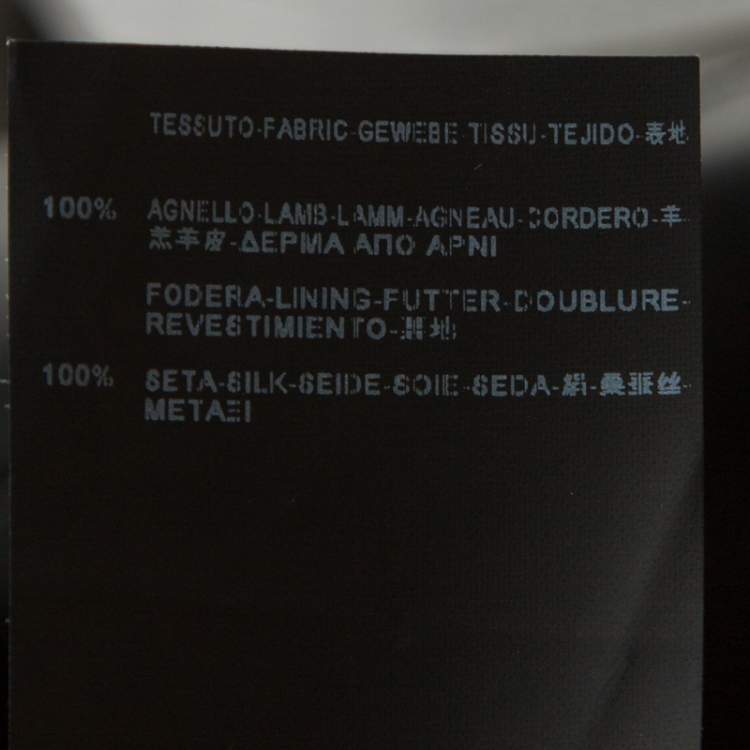 TESSUTO-FABRIC-GEWEBE-TISSU-TEJIDO-表地
100% AGNELLO-LAMB-LAMM-AGNEAU-CORDERO-羊-
羔羊皮-ΔΕΡΜΑ ΑΠΟ ΑΡΝΙ
FODERA-LINING-FUTTER-DOUBLURE-
REVESTIMIENTO-裏地
100% SETA-SILK-SEIDE-SOIE-SEDA-絹-桑蚕丝-
ΜΕΤΑΞΙ